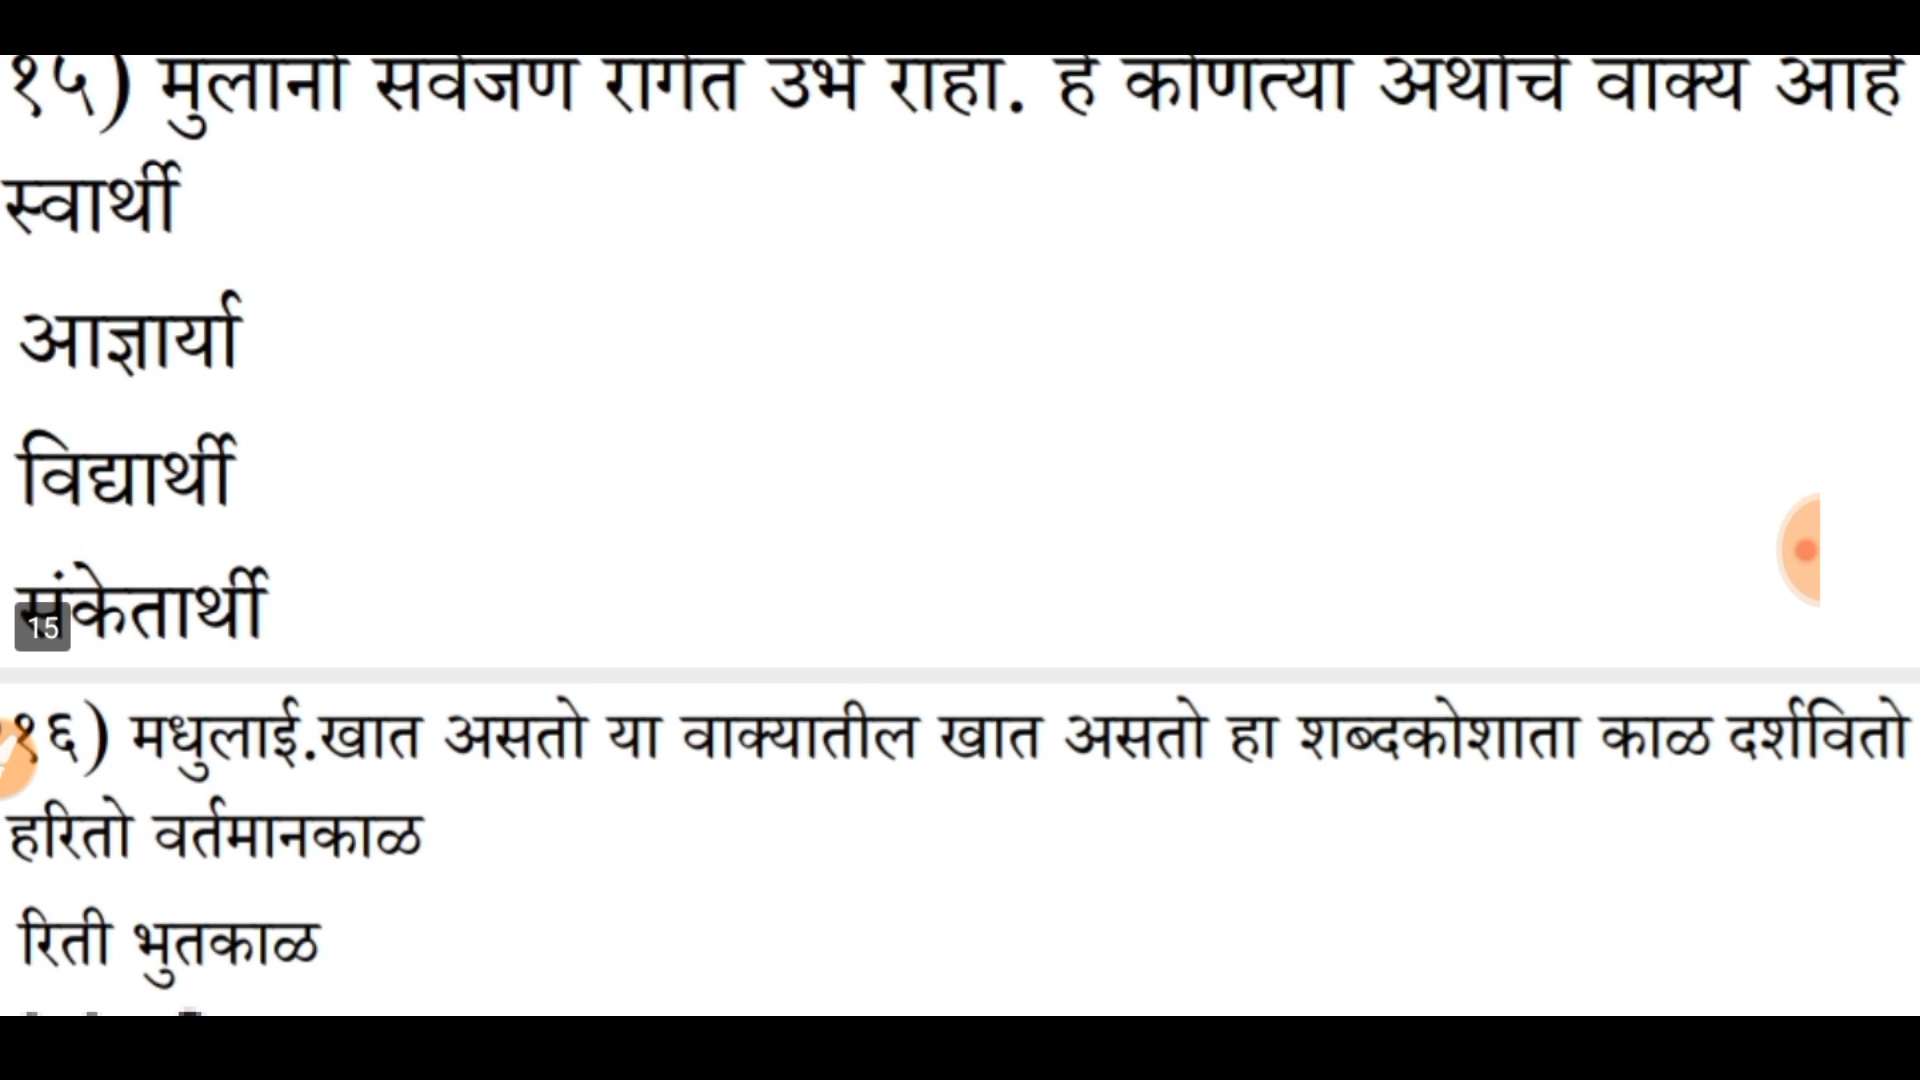 १५) मुलांनो सर्वजण रांगेत उभे राहा. हे कोणत्या अर्थाचे वाक्य आहे
स्वार्थी
आज्ञार्या
विद्यार्थी
संकेतार्थी
15
१६) मधुलाई.खात असतो या वाक्यातील खात असतो हा शब्दकोशाता काळ दर्शवितो
हरितो वर्तमानकाळ
रिती भुतकाळ